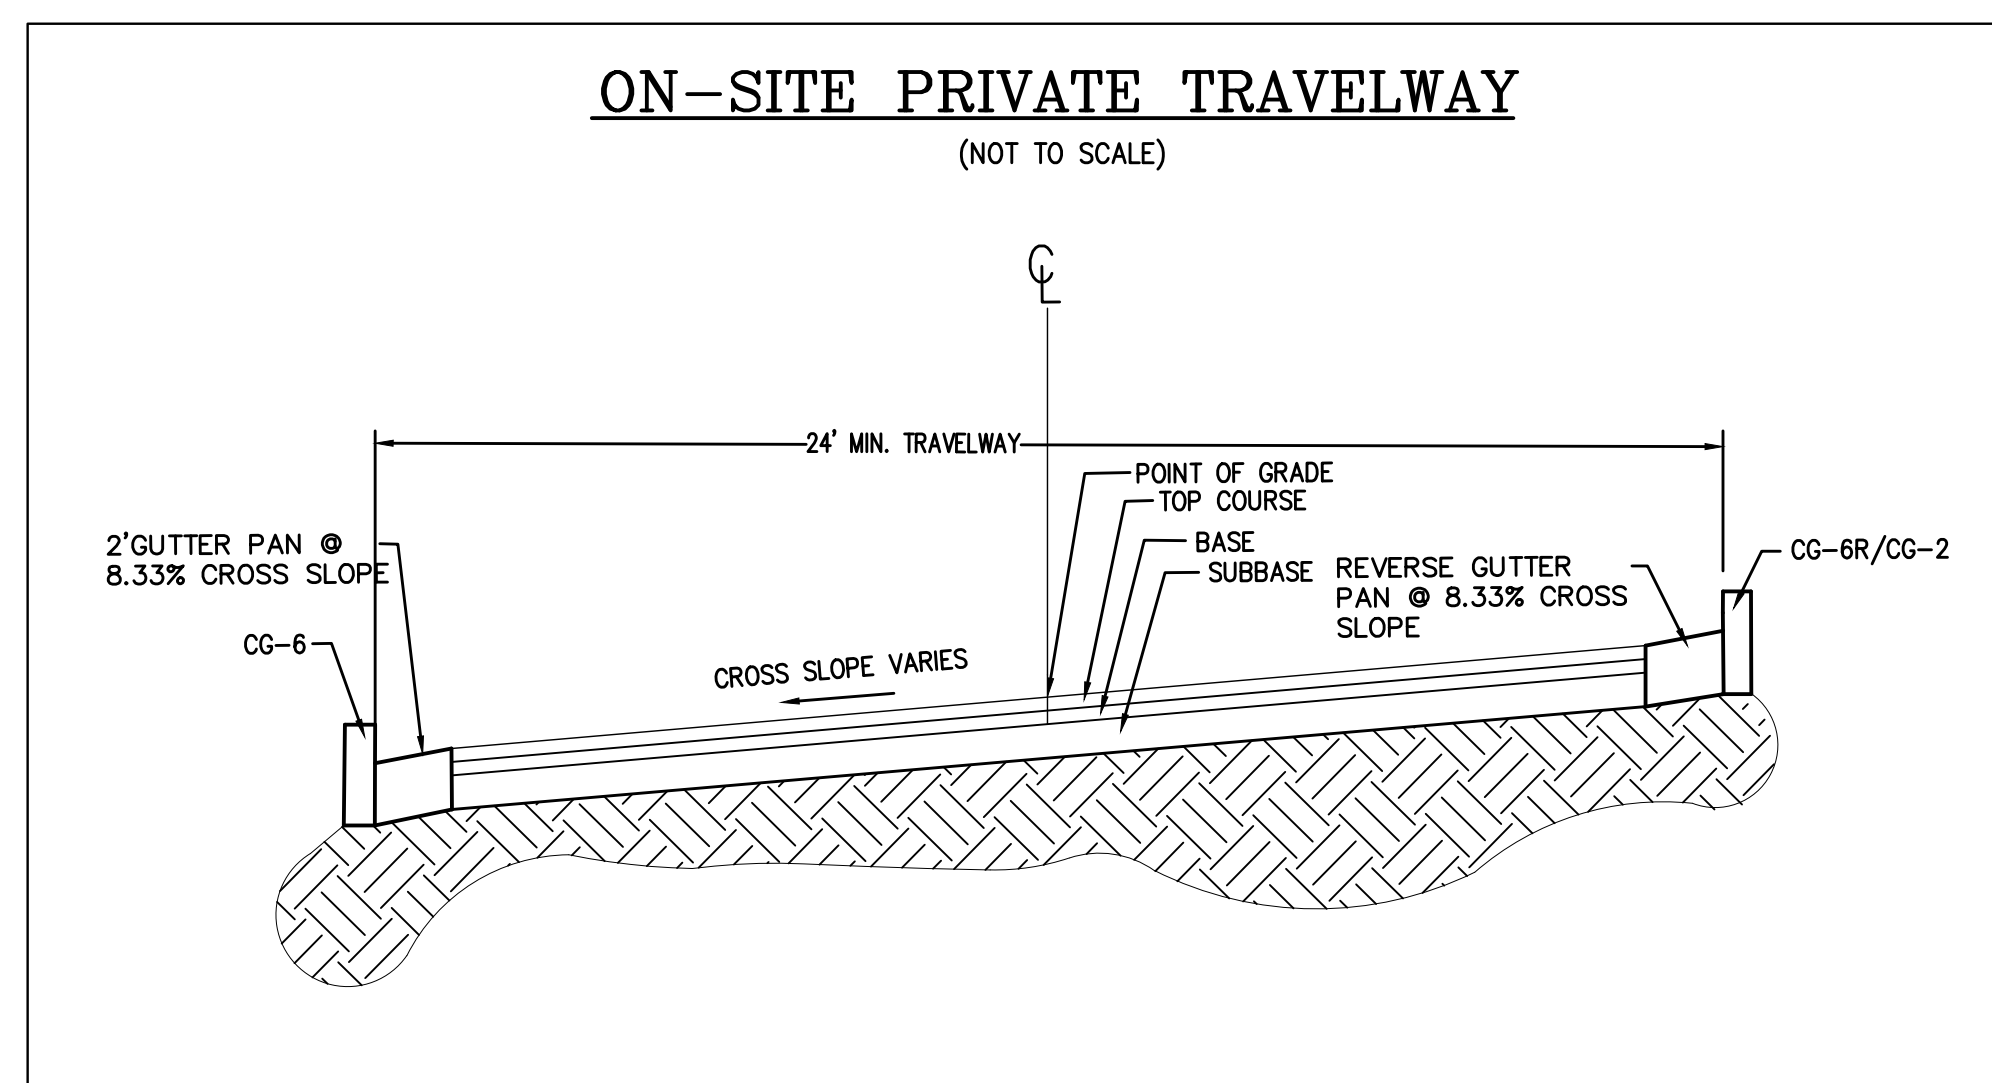 ON-SITE PRIVATE TRAVELWAY
(NOT TO SCALE)
℄
24' MIN. TRAVELWAY
POINT OF GRADE
TOP COURSE
BASE
SUBBASE
2'GUTTER PAN @
8.33% CROSS SLOPE
CG-6
CROSS SLOPE VARIES
REVERSE GUTTER
PAN @ 8.33% CROSS
SLOPE
CG-6R/CG-2